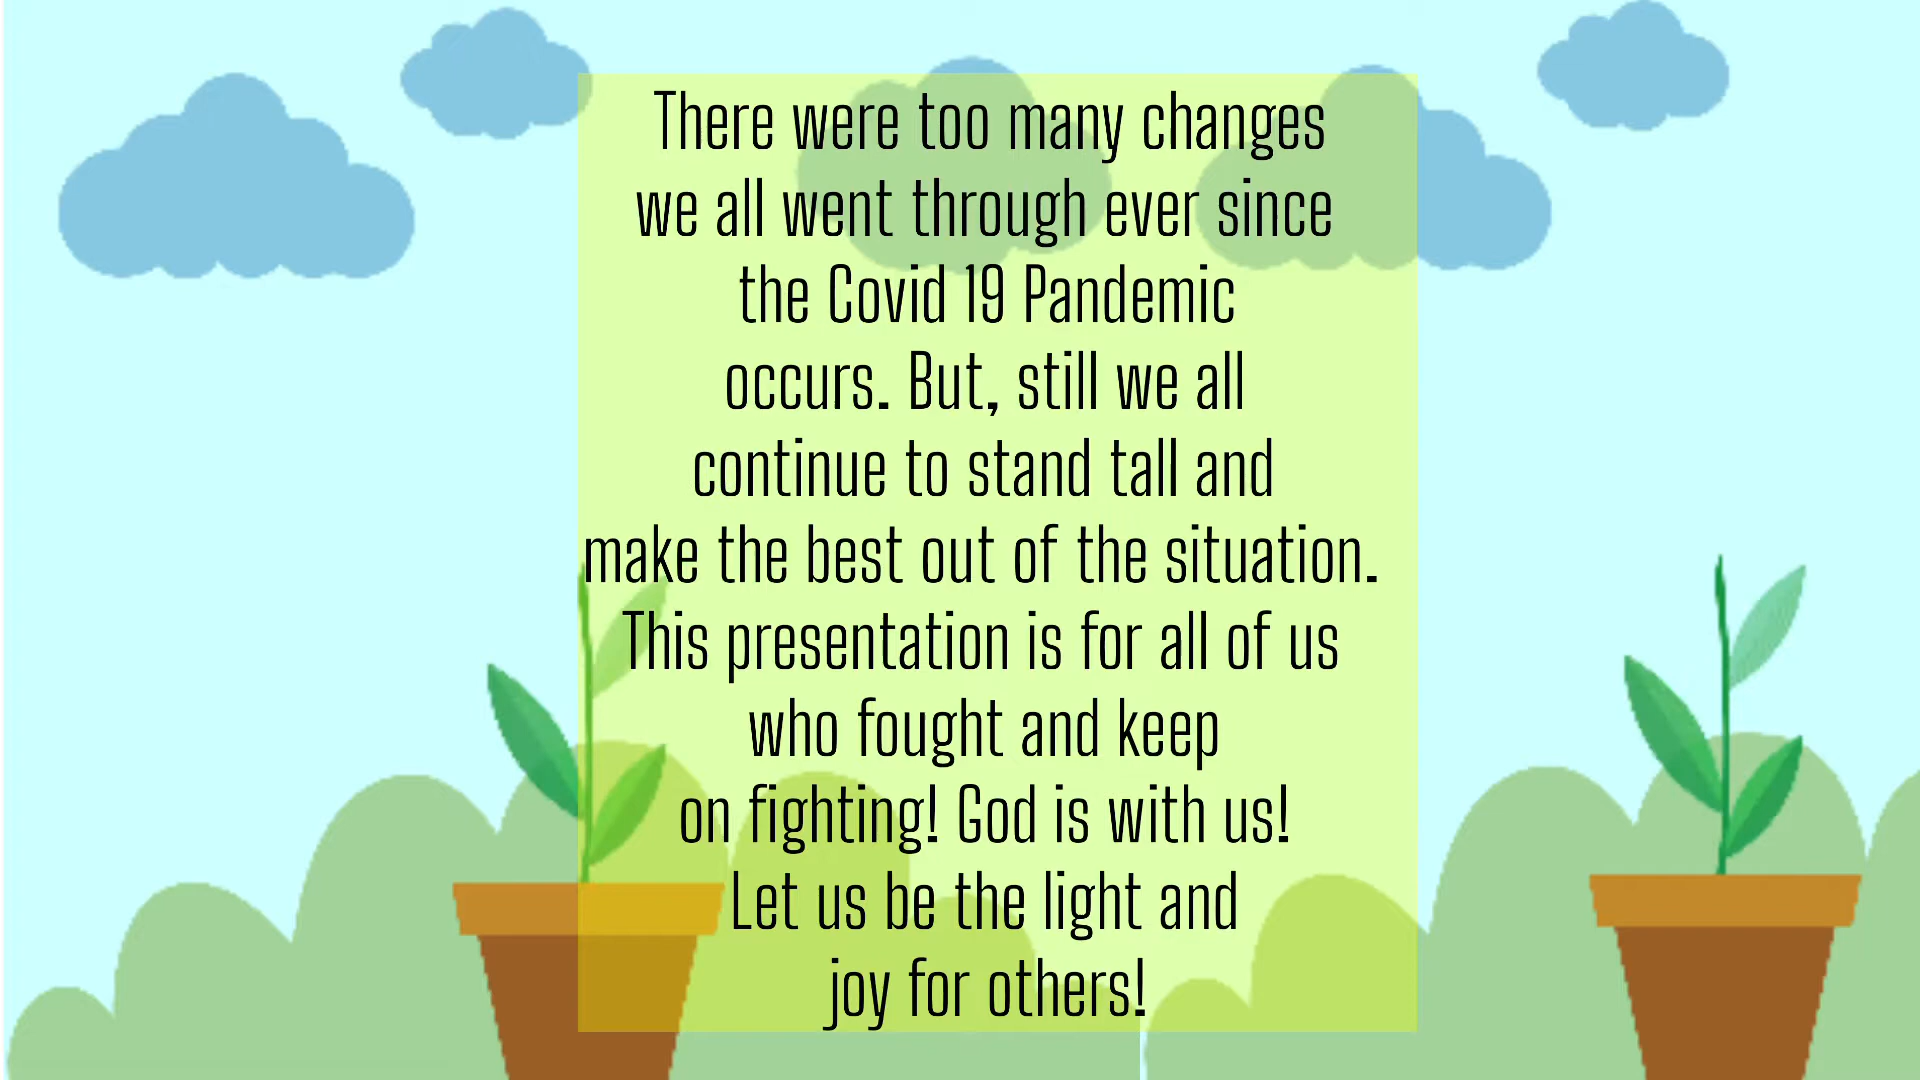 There were too many changes
we all went through ever since
the Covid 19 Pandemic
occurs. But, still we all
continue to stand tall and
make the best out of the situation.
This presentation is for all of us
who fought and keep
on fighting! God is with us!
Let us be the light and
joy for others!